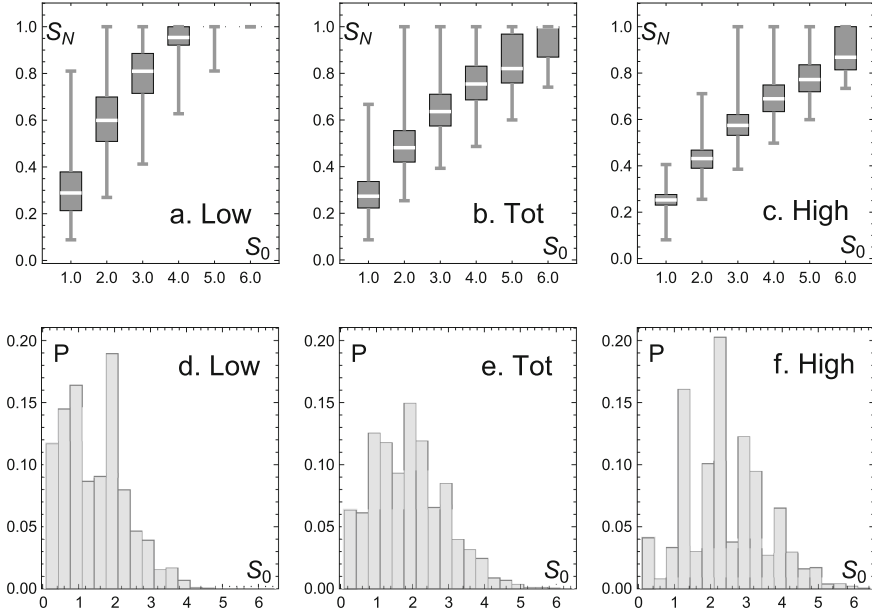 S_N S_N S_N
1.0 1.0 1.0
0.8 0.8 0.8
0.6 0.6 0.6
0.4 0.4 0.4
a. Low b. Tot c. High
0.2 0.2 0.2
S_0 S_0 S_0
0.0 0.0 0.0
1.0 2.0 3.0 4.0 5.0 6.0 1.0 2.0 3.0 4.0 5.0 6.0 1.0 2.0 3.0 4.0 5.0 6.0
0.20 P 0.20 P 0.20 P
d. Low e. Tot f. High
0.15 0.15 0.15
0.10 0.10 0.10
0.05 0.05 0.05
S_0 S_0 S_0
0.00 0.00 0.00
0 1 2 3 4 5 6 0 1 2 3 4 5 6 0 1 2 3 4 5 6